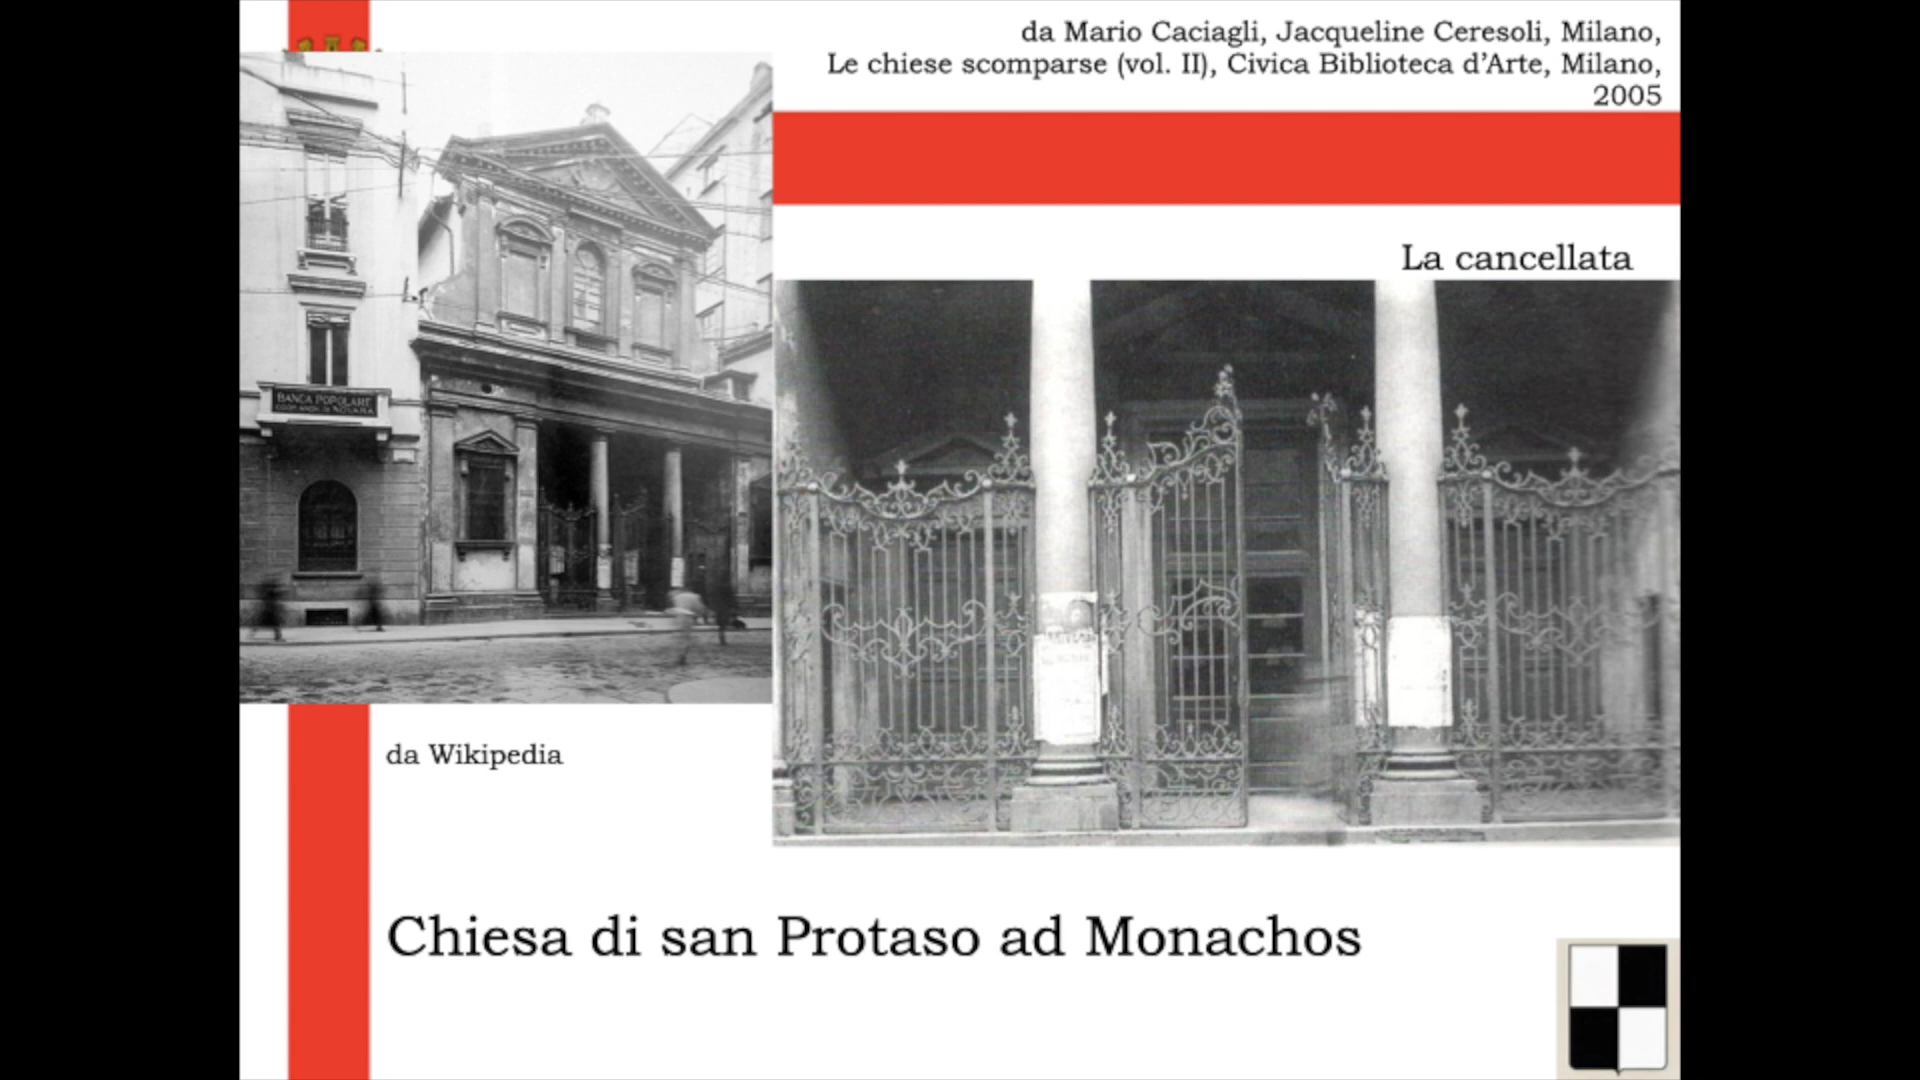 da Mario Caciagli, Jacqueline Ceresoli, Milano,
Le chiese scomparse (vol. II), Civica Biblioteca d’Arte, Milano,
2005
La cancellata
BANCA POPOLARE
da Wikipedia
Chiesa di san Protaso ad Monachos